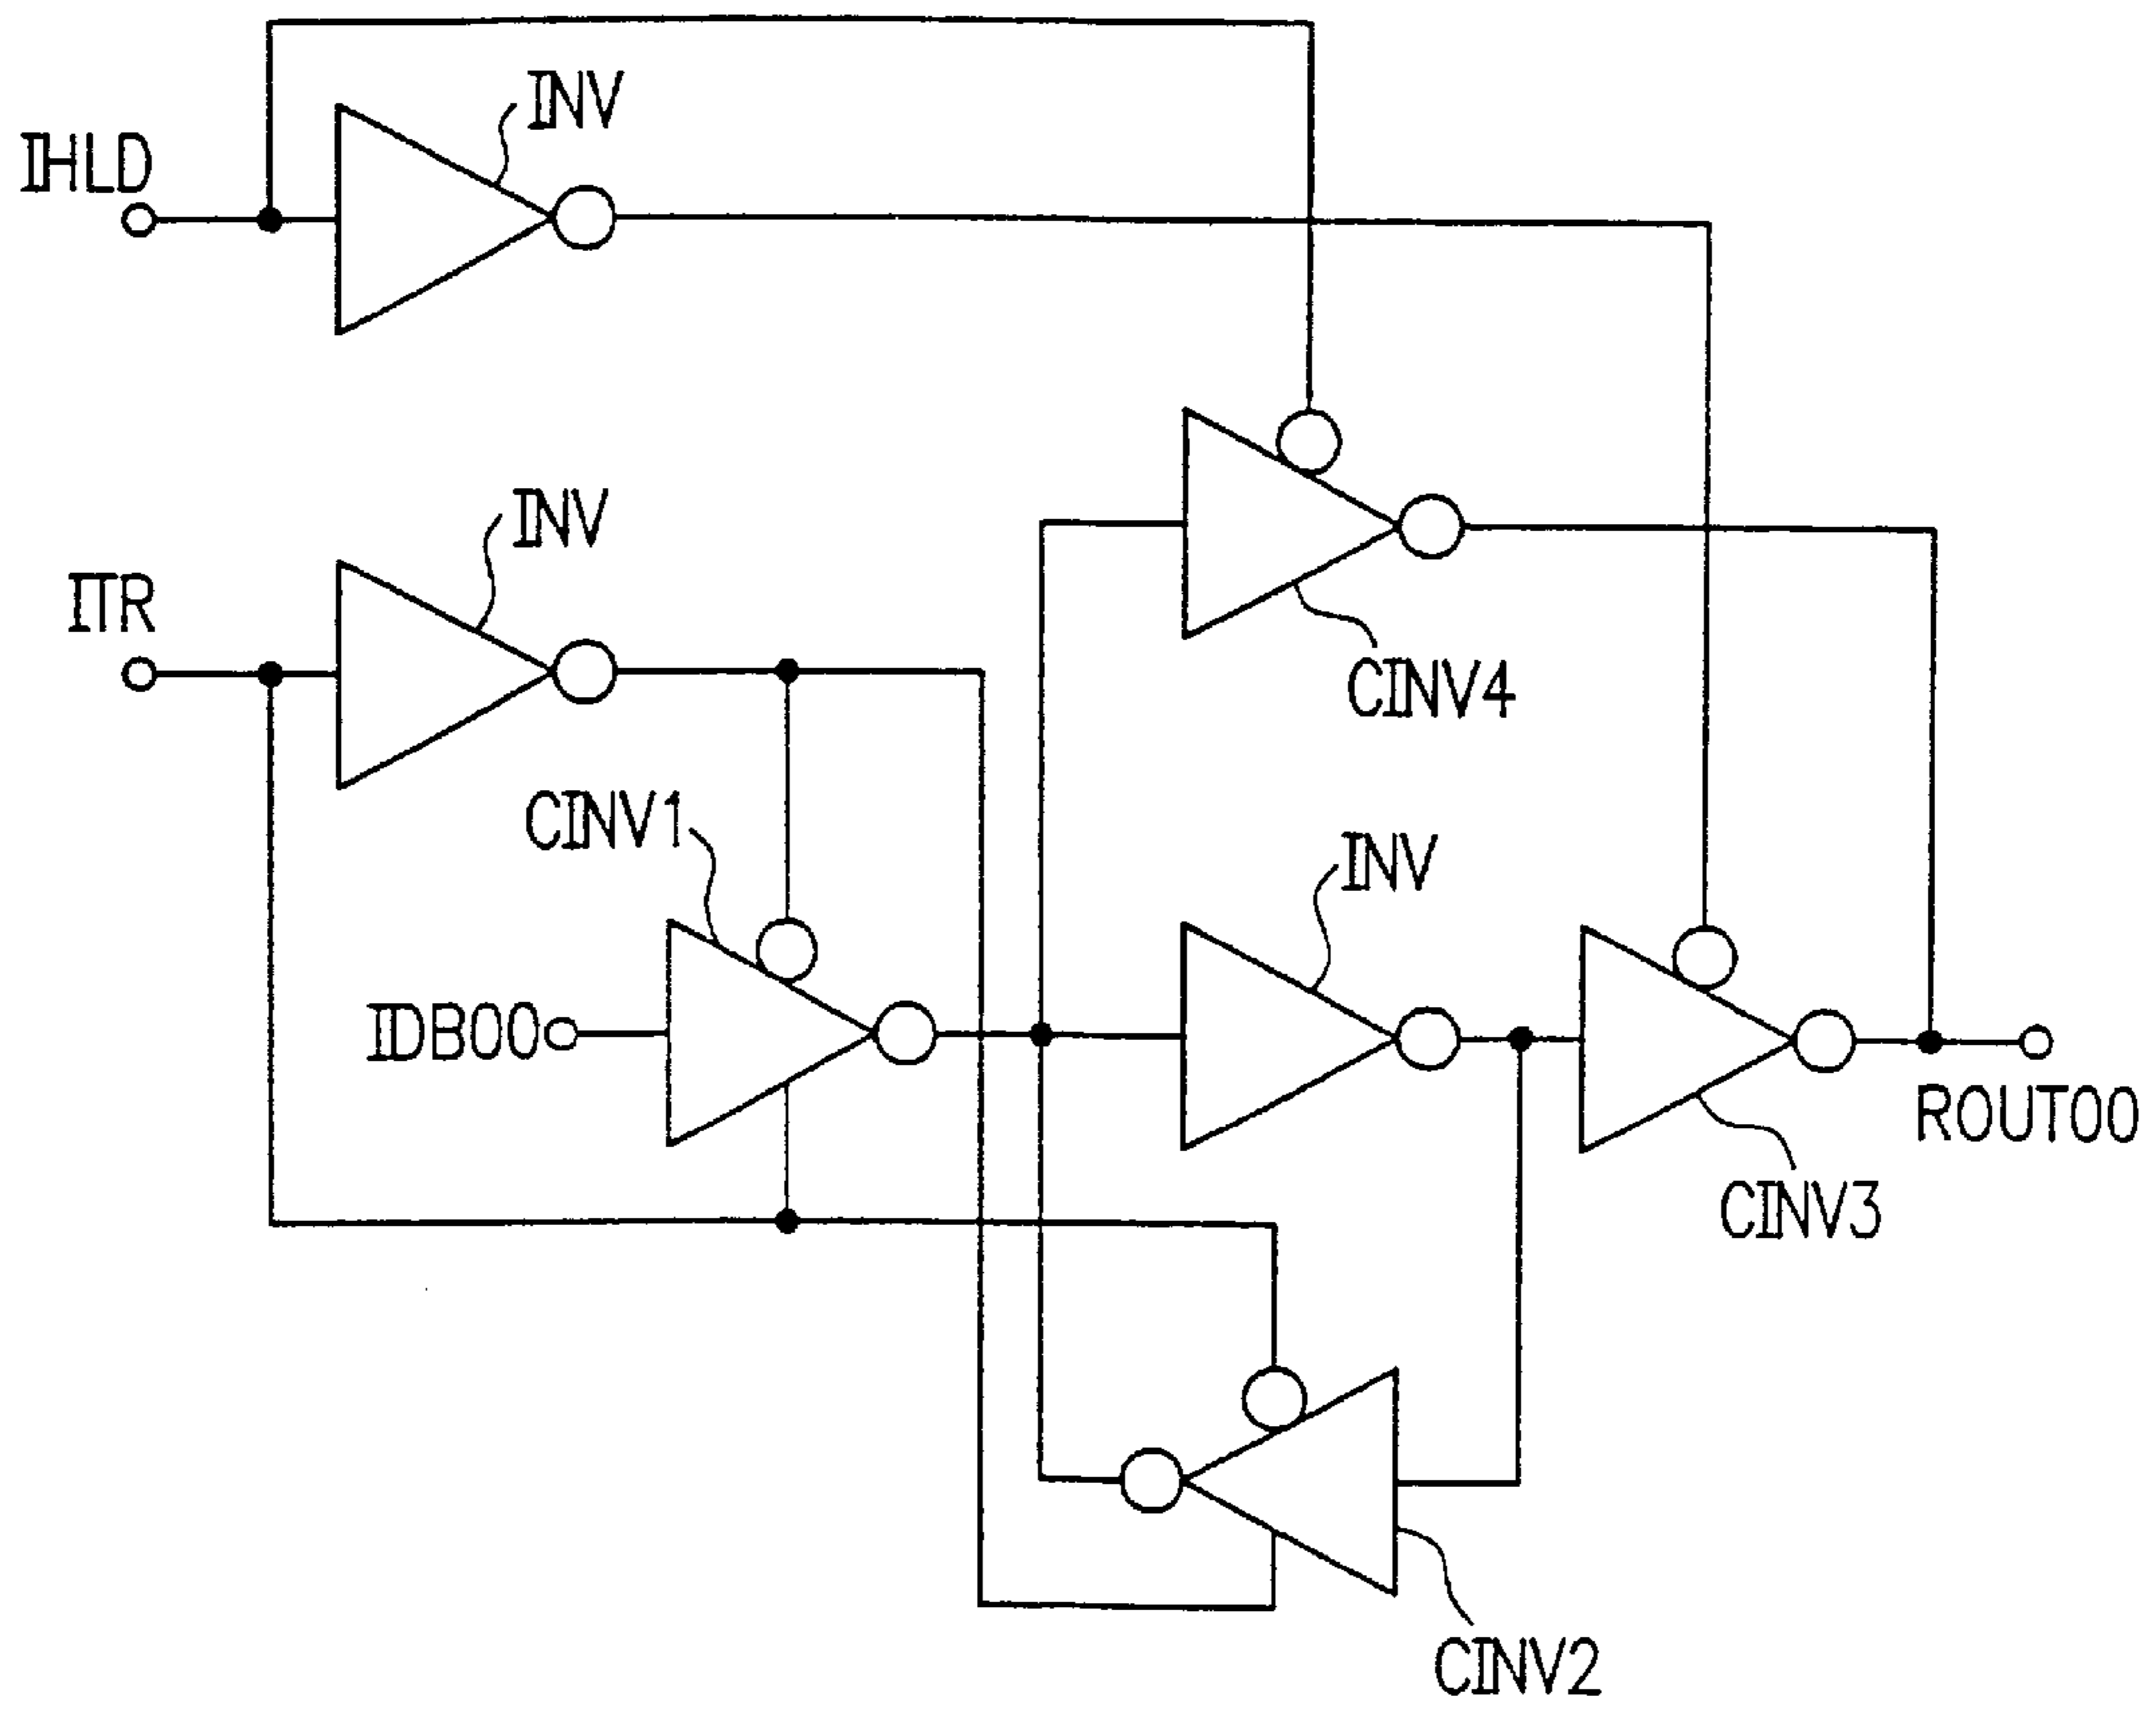 INV
IHLD
INV
ITR
CINV4
CINV1
INV
IDB00
ROUT00
CINV3
CINV2